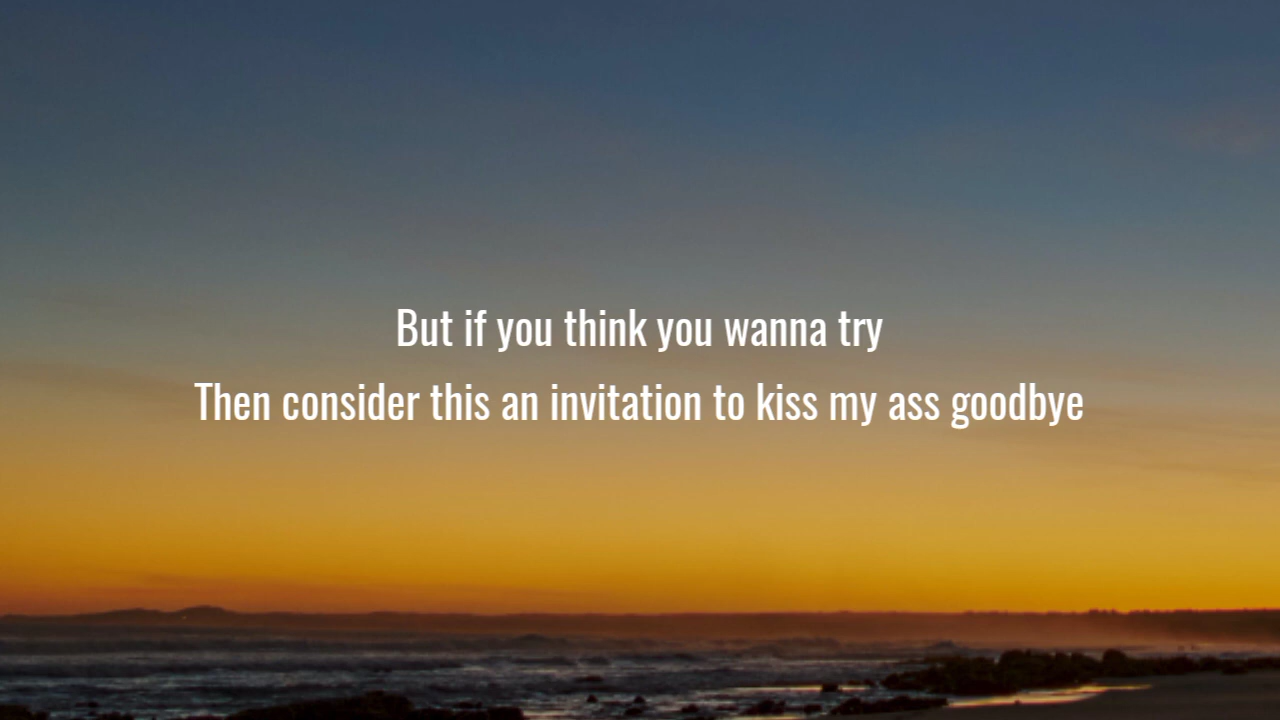 But if you think you wanna try
Then consider this an invitation to kiss my ass goodbye